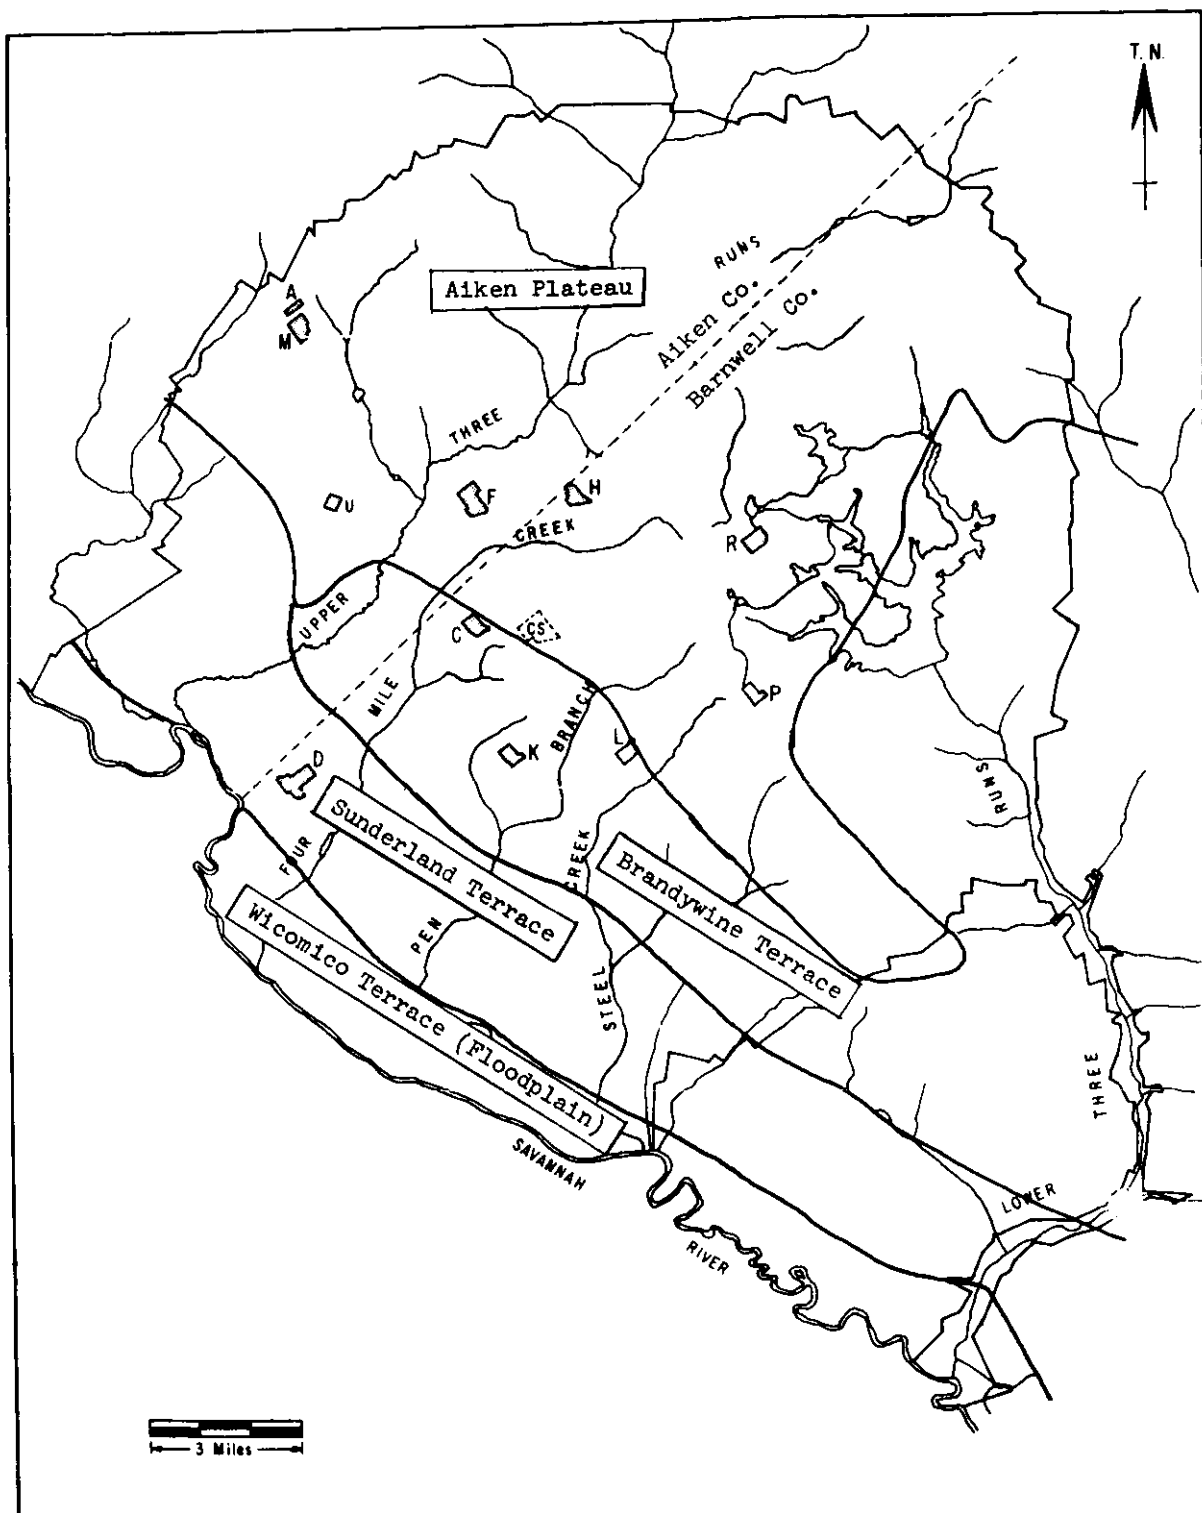 T. N.
RUNS
Aiken Plateau
Aiken Co.
Barnwell Co.
A
M
THREE
U
F
H
CREEK
R
UPPER
C
CS
MILE
BRANCH
P
L
K
D
RUNS
Sunderland Terrace
FOUR
CREEK
Brandywine Terrace
Wicomico Terrace (Floodplain)
PEN
STEEL
THREE
SAVANNAH
RIVER
LOWER
3 Miles